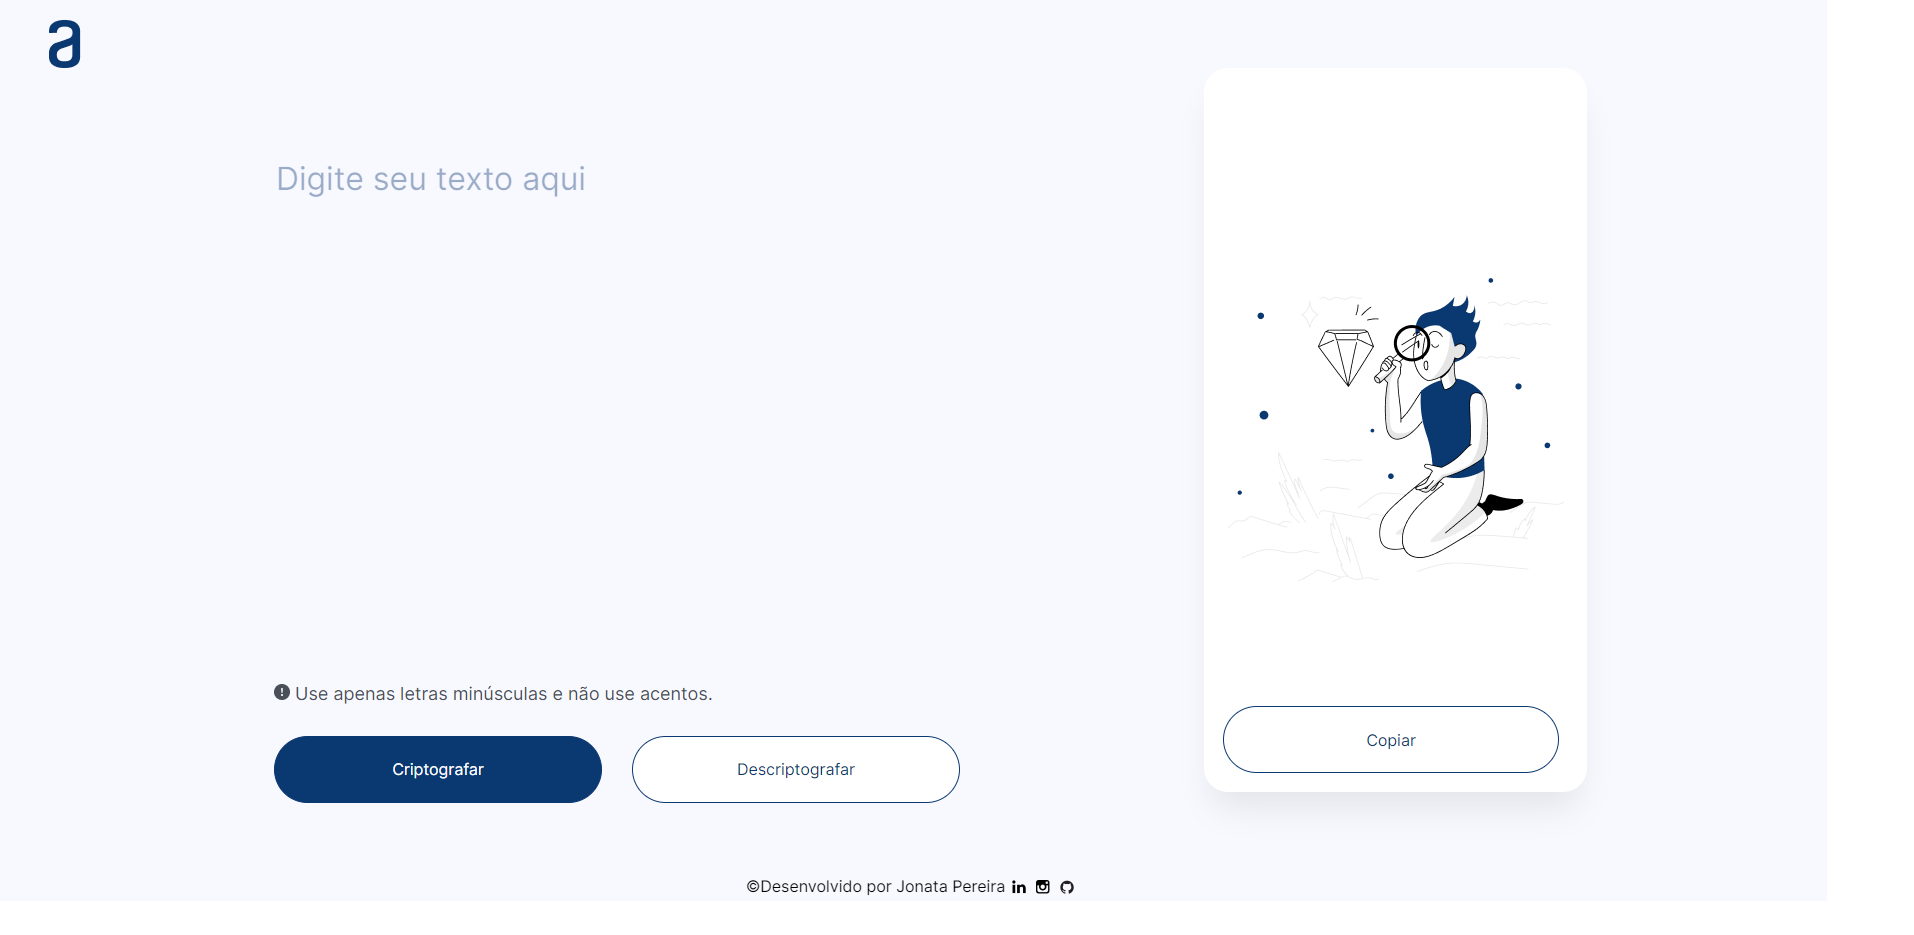 a
Digite seu texto aqui
Use apenas letras minúsculas e não use acentos.
Criptografar
Descriptografar
Copiar
©Desenvolvido por Jonata Pereira in